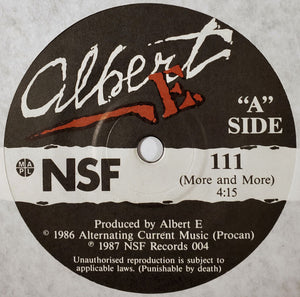 Albert
E.
"A"
SIDE
MAPL
NSF
111
(More and More)
4:15
Produced by Albert E
© 1986 Alternating Current Music (Procan)
℗ 1987 NSF Records 004
Unauthorised reproduction is subject to
applicable laws. (Punishable by death)